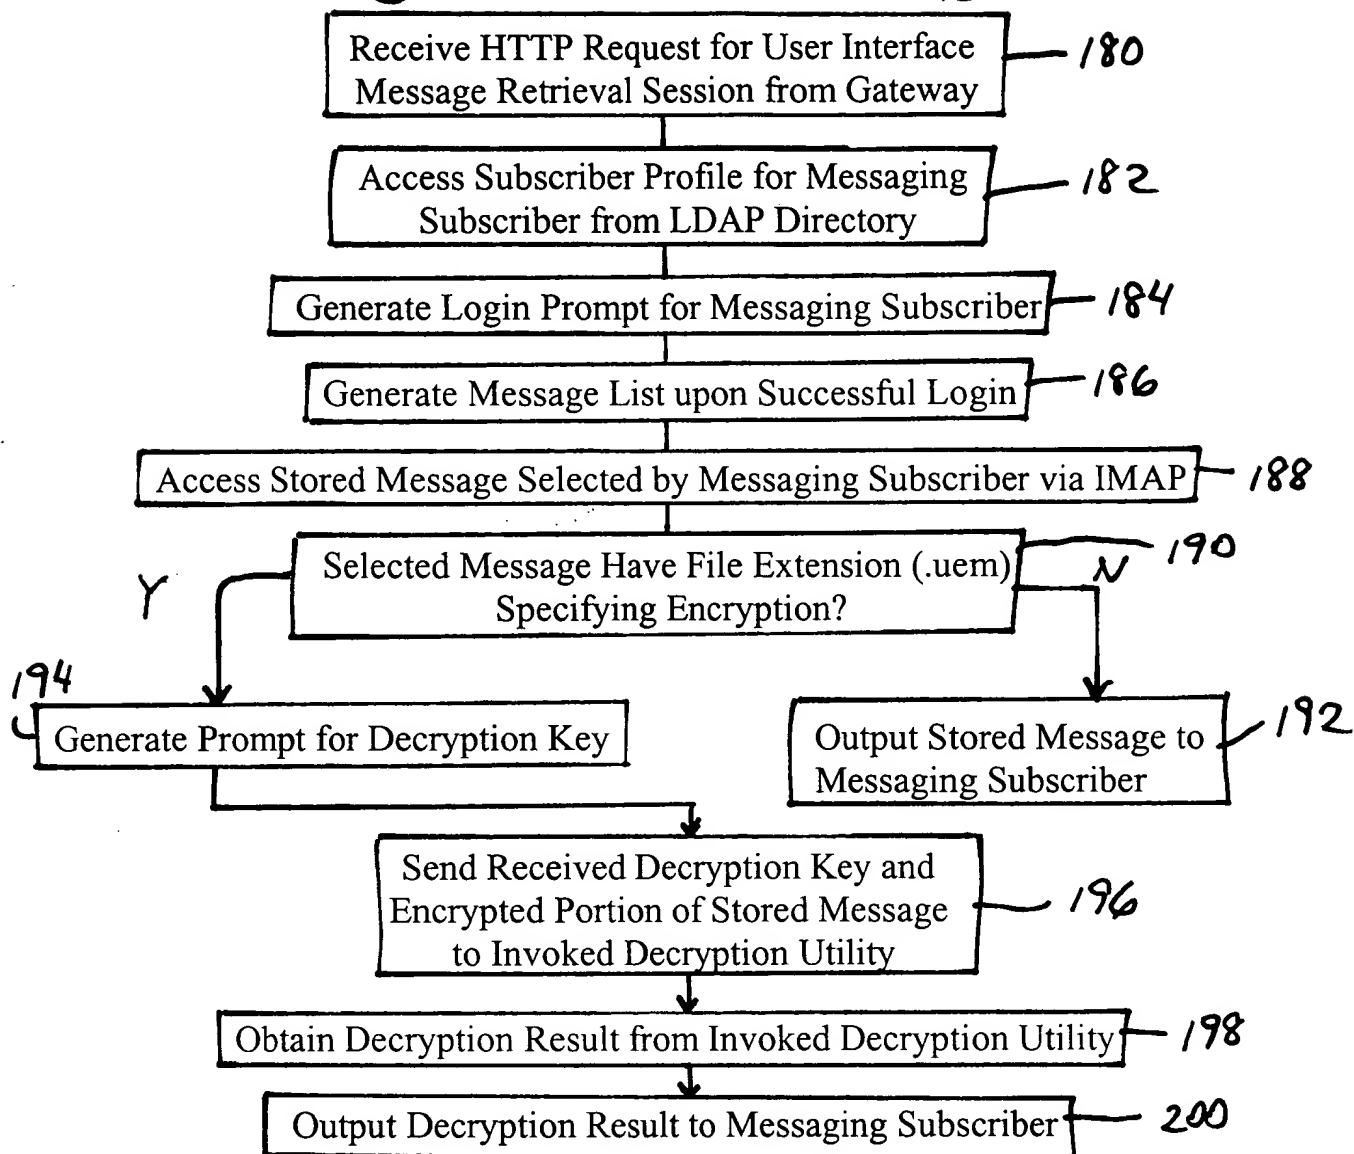 Receive HTTP Request for User Interface
Message Retrieval Session from Gateway
180
Access Subscriber Profile for Messaging
Subscriber from LDAP Directory
182
Generate Login Prompt for Messaging Subscriber
184
Generate Message List upon Successful Login
186
Access Stored Message Selected by Messaging Subscriber via IMAP
188
Selected Message Have File Extension (.uem)
Specifying Encryption?
190
Y
N
194
Generate Prompt for Decryption Key
Output Stored Message to
Messaging Subscriber
192
Send Received Decryption Key and
Encrypted Portion of Stored Message
to Invoked Decryption Utility
196
Obtain Decryption Result from Invoked Decryption Utility
198
Output Decryption Result to Messaging Subscriber
200